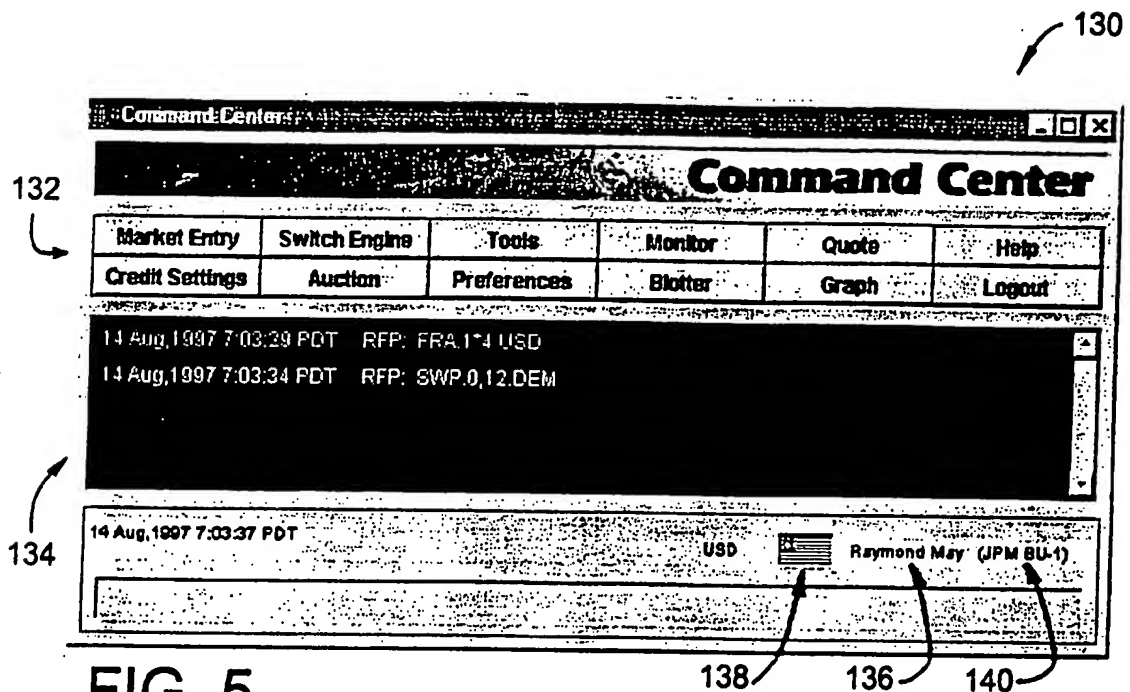 130
Command Center
Command Center
132
Market Entry Switch Engine Tools Monitor Quote Help
Credit Settings Auction Preferences Blotter Graph Logout
14 Aug,1997 7:03:29 PDT RFP: FRA.1*4 USD
14 Aug,1997 7:03:34 PDT RFP: SWP.0,12.DEM
134
14 Aug,1997 7:03:37 PDT
USD Raymond May (JPM BU-1)
138 136 140
FIG. 5